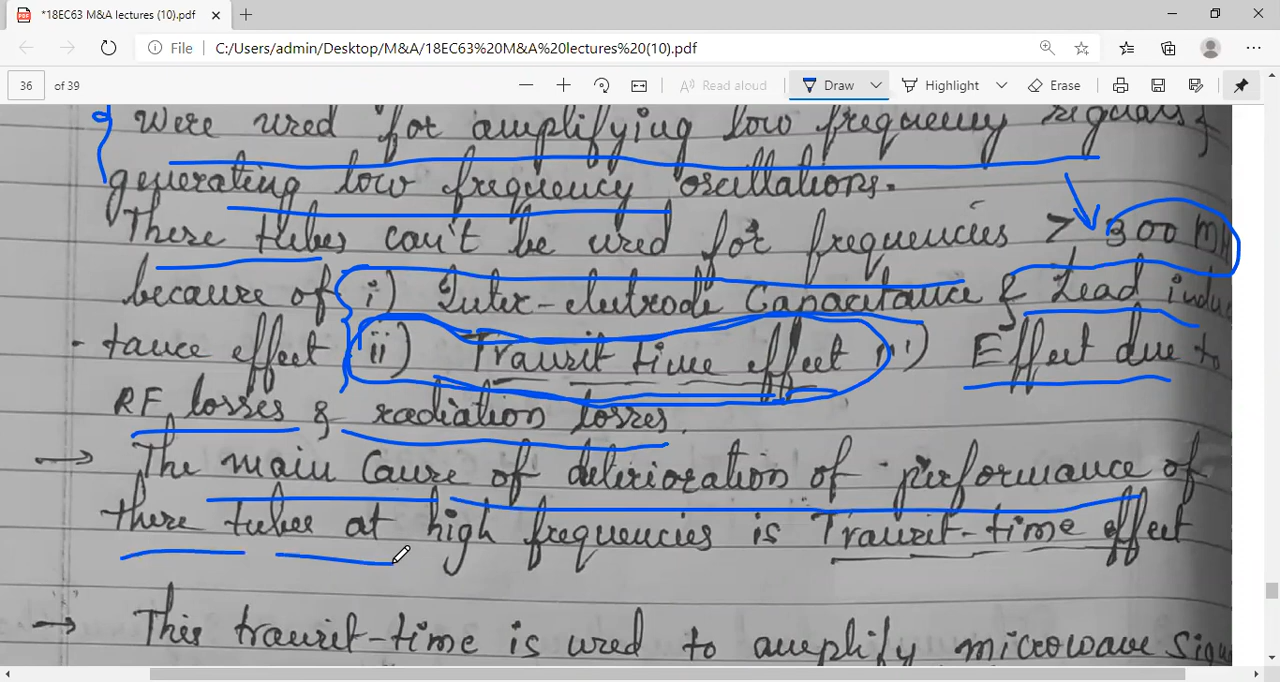 *18EC63 M&A lectures (10).pdf
File C:/Users/admin/Desktop/M&A/18EC63%20M&A%20lectures%20(10).pdf
36 of 39 Read aloud Draw Highlight Erase
Were used for amplifying low frequency signals &
generating low frequency oscillations.
These tubes can't be used for frequencies > 300 MH
because of i) Inter-electrode Capacitance & Lead induc
-tance effect ii) Transit time effect iii) Effect due to
RF losses & radiation losses.
→ The main cause of deterioration of performance of
these tubes at high frequencies is Transit-time effect
→ This transit-time is used to amplify microwave Sign